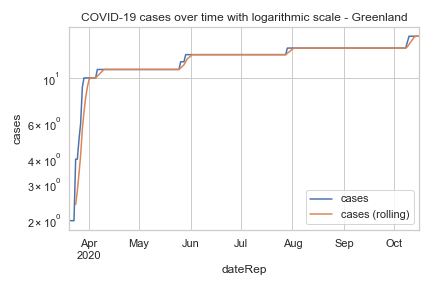 COVID-19 cases over time with logarithmic scale - Greenland
10¹
6 × 10⁰
4 × 10⁰
3 × 10⁰
2 × 10⁰
cases
cases
cases (rolling)
Apr May Jun Jul Aug Sep Oct
2020
dateRep